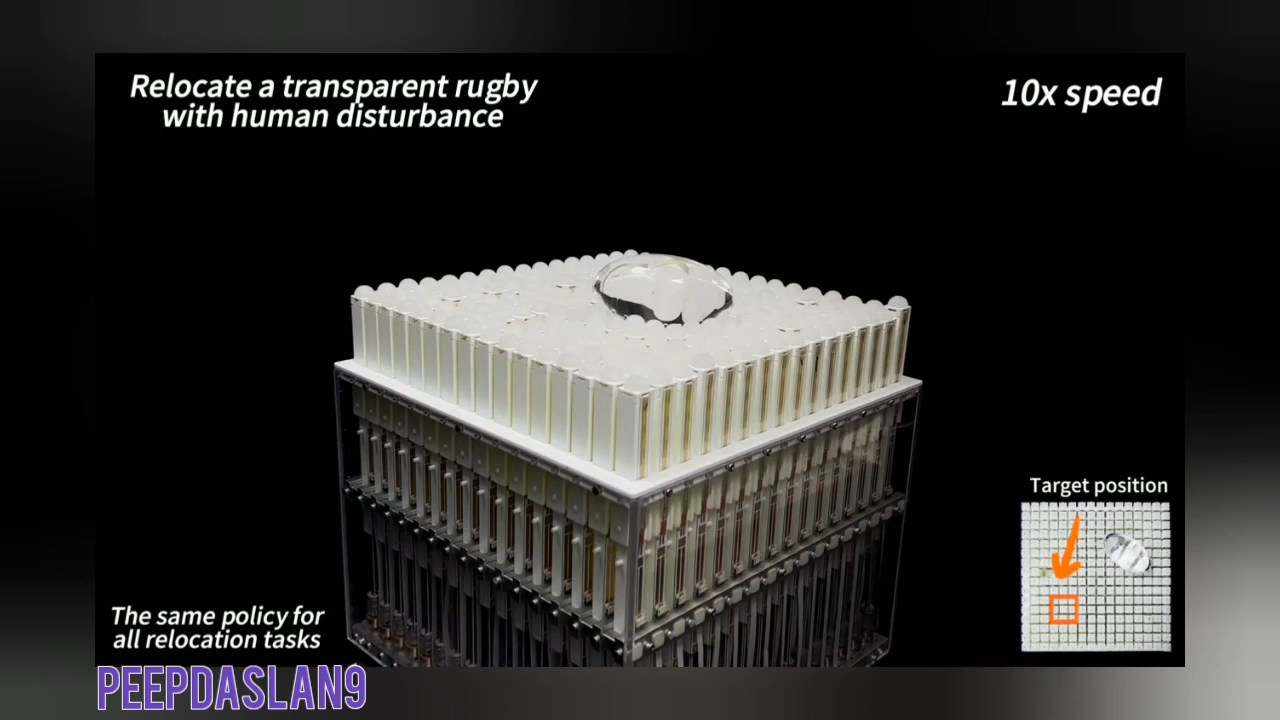 Relocate a transparent rugby
with human disturbance
10x speed
Target position
The same policy for
all relocation tasks
PEEPDASLAN9